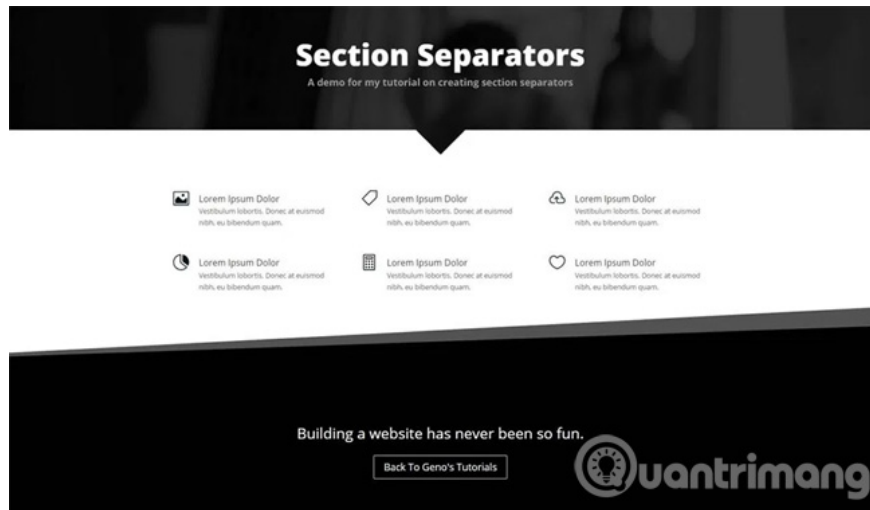 Section Separators
A demo for my tutorial on creating section separators
Lorem Ipsum Dolor
Vestibulum lobortis. Donec at euismod
nibh, eu bibendum quam.
Lorem Ipsum Dolor
Vestibulum lobortis. Donec at euismod
nibh, eu bibendum quam.
Lorem Ipsum Dolor
Vestibulum lobortis. Donec at euismod
nibh, eu bibendum quam.
Lorem Ipsum Dolor
Vestibulum lobortis. Donec at euismod
nibh, eu bibendum quam.
Lorem Ipsum Dolor
Vestibulum lobortis. Donec at euismod
nibh, eu bibendum quam.
Lorem Ipsum Dolor
Vestibulum lobortis. Donec at euismod
nibh, eu bibendum quam.
Building a website has never been so fun.
Back To Geno's Tutorials
Quantrimang